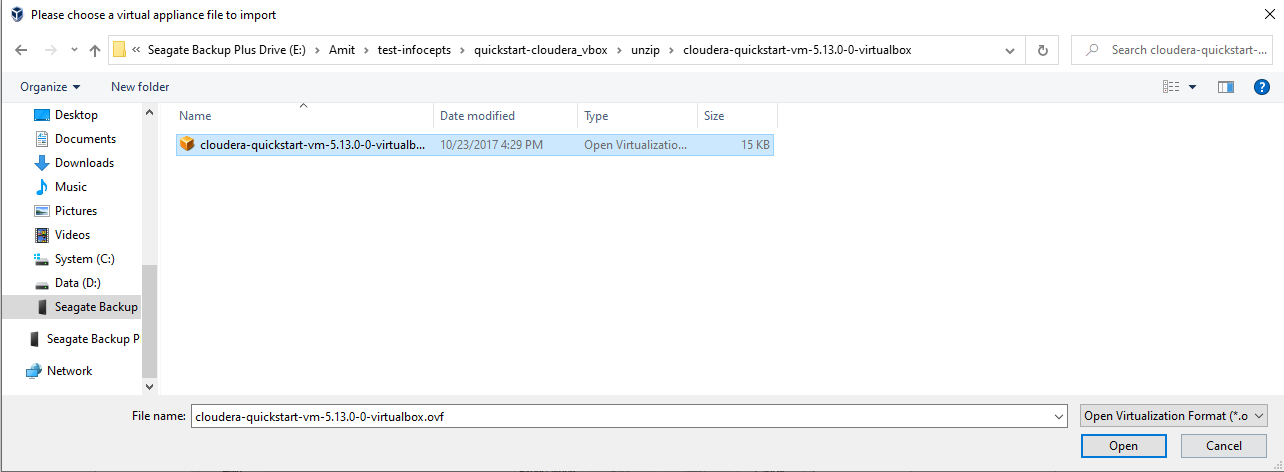 Please choose a virtual appliance file to import
« Seagate Backup Plus Drive (E:) > Amit > test-infocepts > quickstart-cloudera_vbox > unzip > cloudera-quickstart-vm-5.13.0-0-virtualbox
Search cloudera-quickstart-...
Organize New folder
Name Date modified Type Size
cloudera-quickstart-vm-5.13.0-0-virtualb... 10/23/2017 4:29 PM Open Virtualizatio... 15 KB
Desktop
Documents
Downloads
Music
Pictures
Videos
System (C:)
Data (D:)
Seagate Backup
Seagate Backup P
Network
File name: cloudera-quickstart-vm-5.13.0-0-virtualbox.ovf
Open Virtualization Format (*.o
Open Cancel